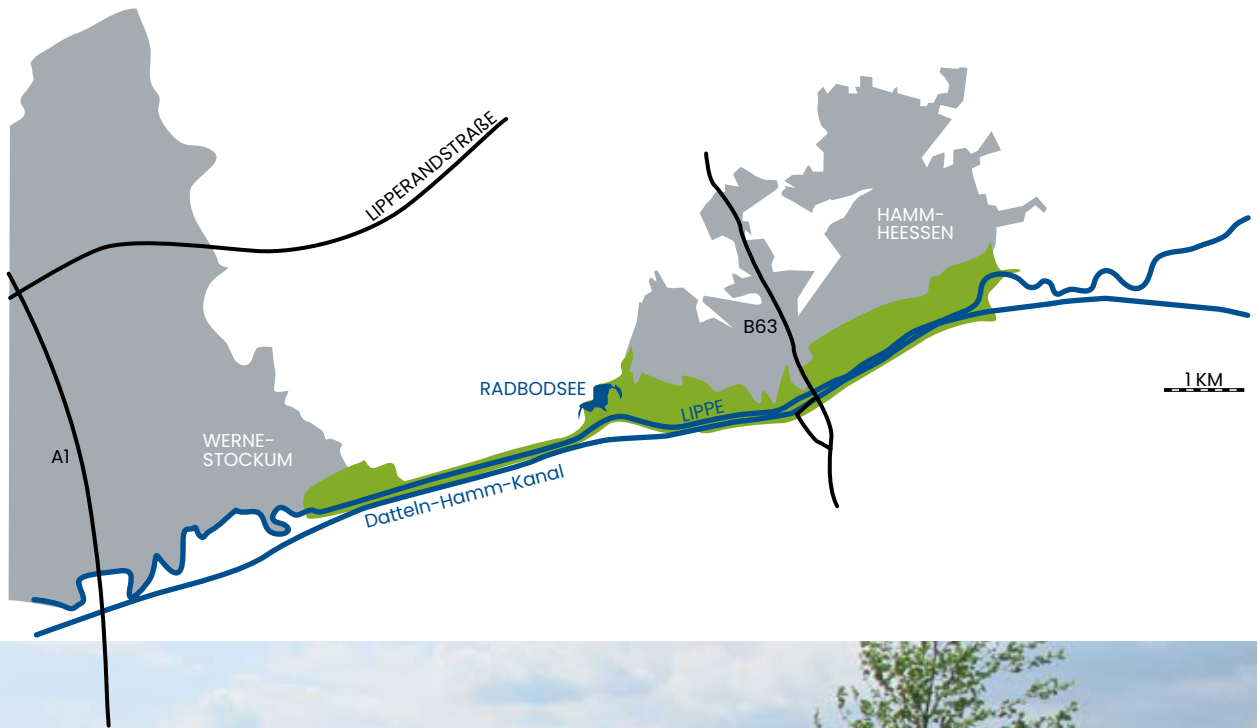 LIPPERANDSTRAßE
HAMM-
HEESSEN
B63
1 KM
RADBODSEE
LIPPE
WERNE-
STOCKUM
A1
Datteln-Hamm-Kanal